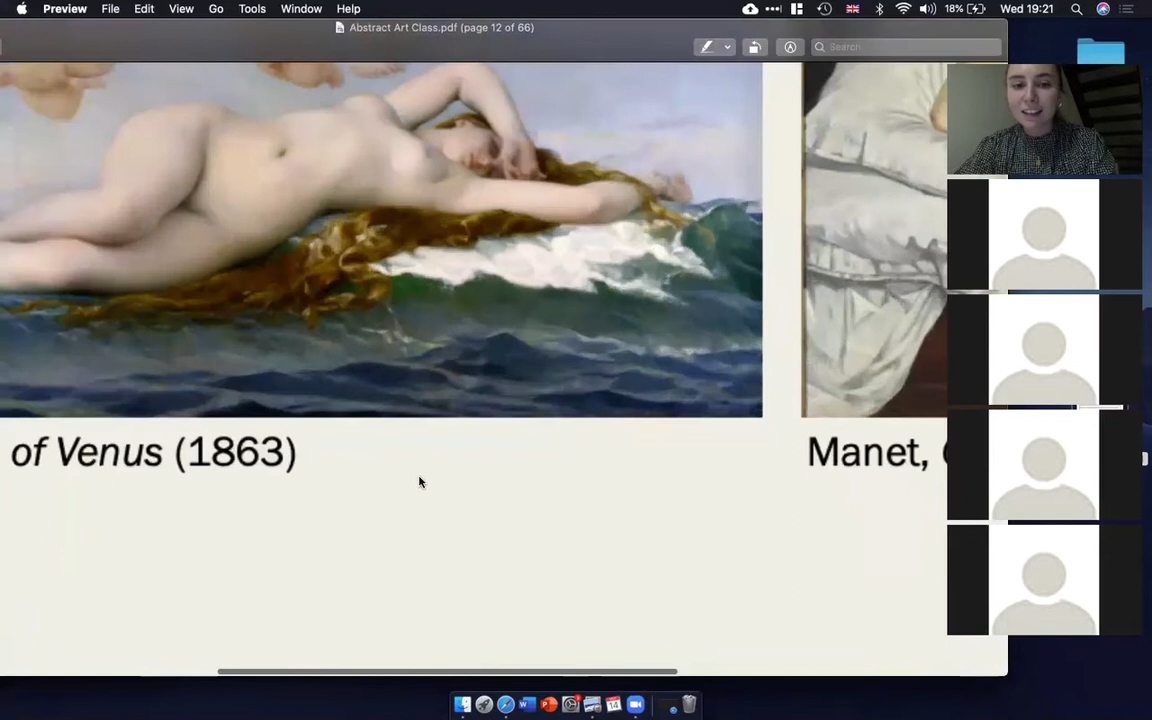 Preview File Edit View Go Tools Window Help 18% Wed 19:21
Abstract Art Class.pdf (page 12 of 66)
Search
of Venus (1863)
Manet,
14